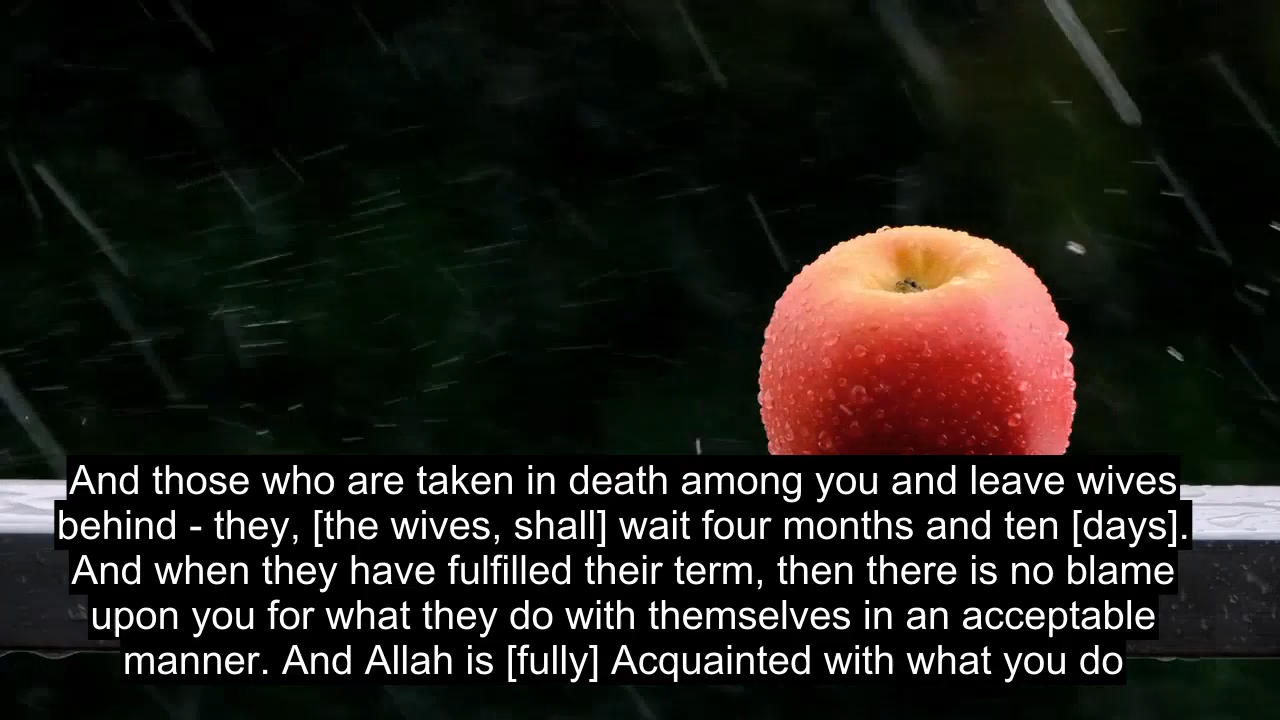 And those who are taken in death among you and leave wives
behind - they, [the wives, shall] wait four months and ten [days].
And when they have fulfilled their term, then there is no blame
upon you for what they do with themselves in an acceptable
manner. And Allah is [fully] Acquainted with what you do